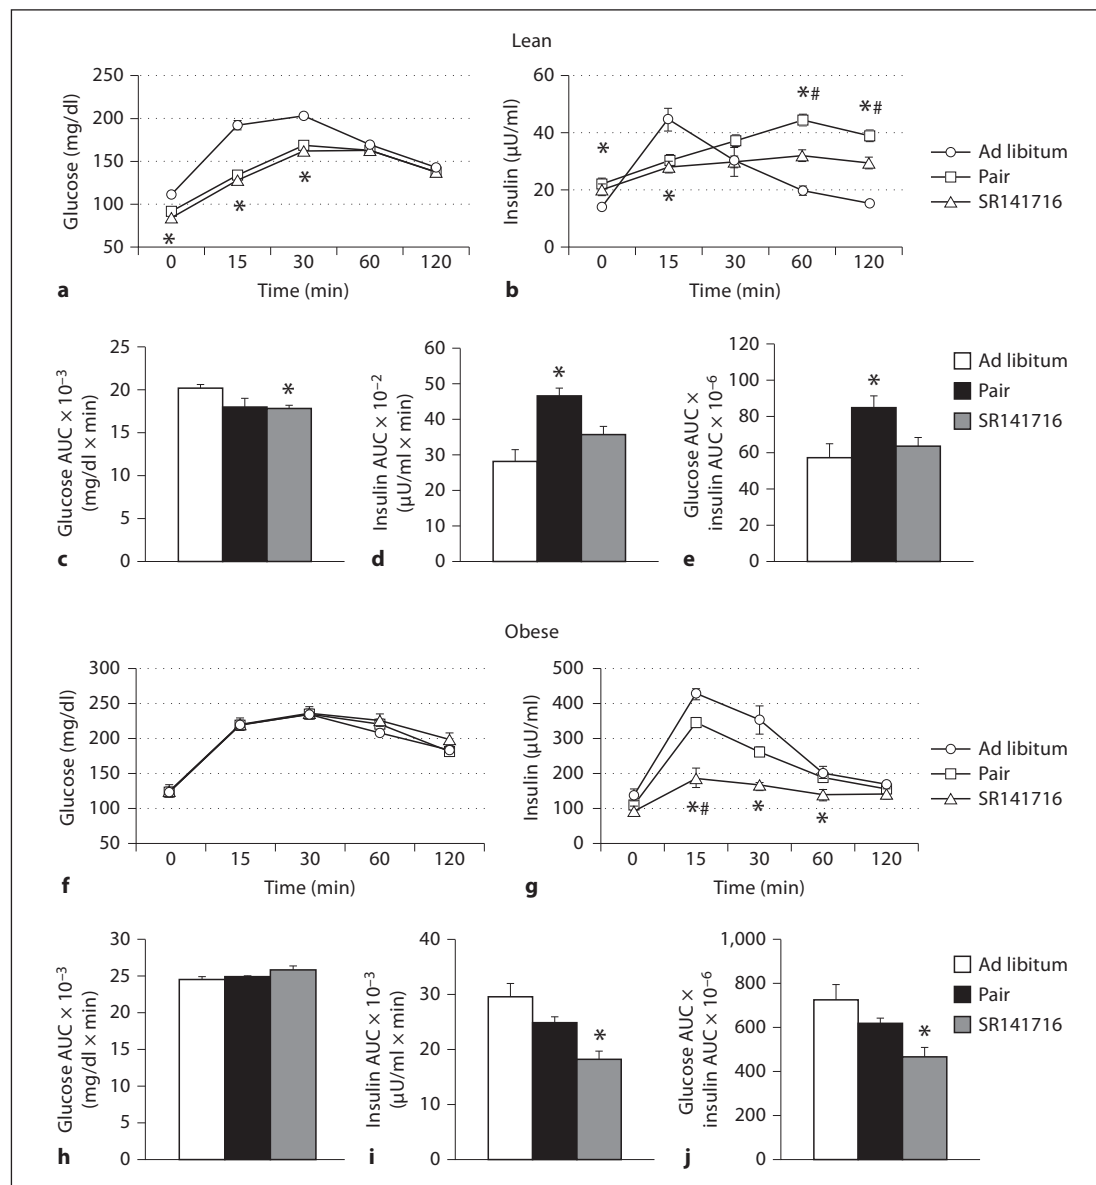 Lean
250
200
150
100
50
Glucose (mg/dl)
*
*
*
0 15 30 60 120
Time (min)
a
60
40
20
0
Insulin (μU/ml)
*
*
*#
*#
0 15 30 60 120
Time (min)
b
Ad libitum
Pair
SR141716
25
20
15
10
5
0
Glucose AUC × 10⁻³
(mg/dl × min)
*
c
60
50
40
30
20
10
0
Insulin AUC × 10⁻²
(μU/ml × min)
*
d
120
100
80
60
40
20
0
Glucose AUC ×
insulin AUC × 10⁻⁶
*
e
Ad libitum
Pair
SR141716
Obese
300
250
200
150
100
50
Glucose (mg/dl)
0 15 30 60 120
Time (min)
f
500
400
300
200
100
0
Insulin (μU/ml)
*#
*
*
0 15 30 60 120
Time (min)
g
Ad libitum
Pair
SR141716
30
25
20
15
10
5
0
Glucose AUC × 10⁻³
(mg/dl × min)
h
40
30
20
10
0
Insulin AUC × 10⁻³
(μU/ml × min)
*
i
1,000
800
600
400
200
0
Glucose AUC ×
insulin AUC × 10⁻⁶
*
j
Ad libitum
Pair
SR141716